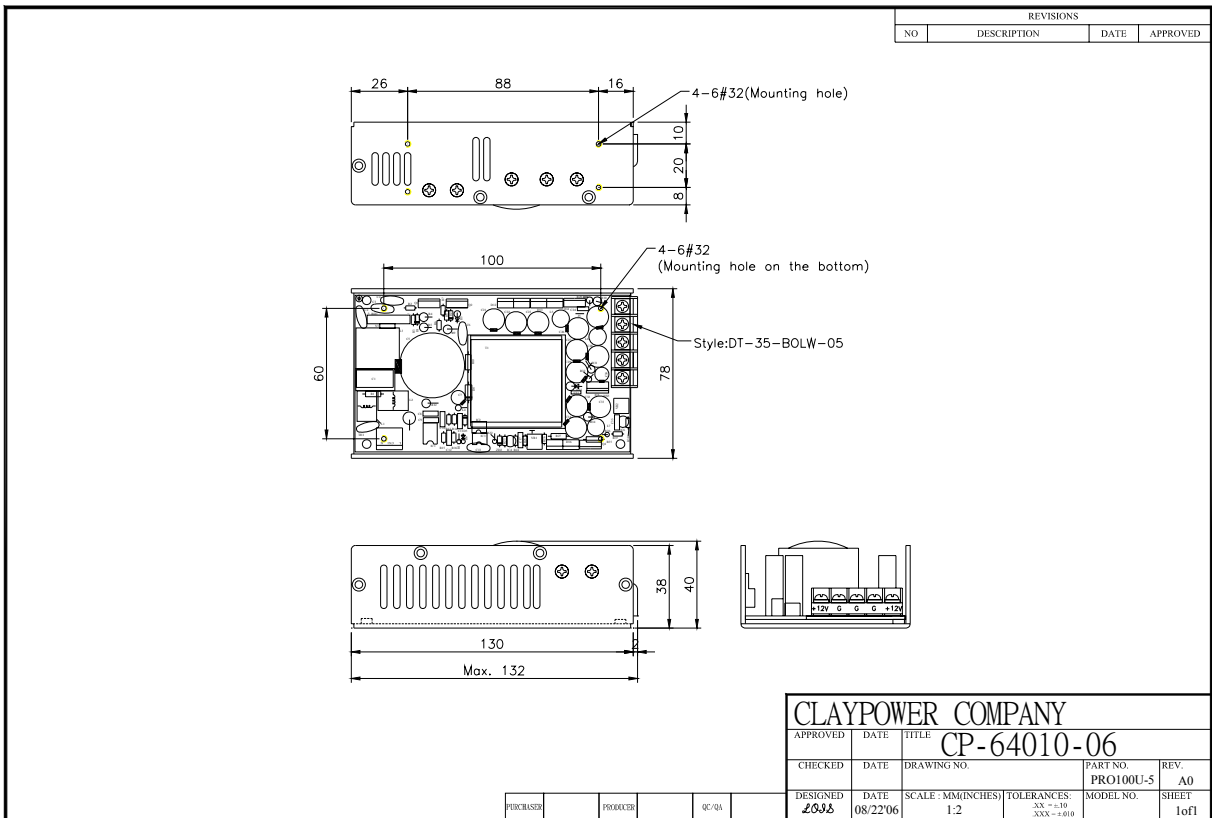 REVISIONS
NO DESCRIPTION DATE APPROVED
26 88 16
4-6#32(Mounting hole)
10
20
8
4-6#32
(Mounting hole on the bottom)
100
Style:DT-35-BOLW-05
60
78
38
40
+12V G G G +12V
130 2
Max. 132
CLAYPOWER COMPANY
APPROVED DATE TITLE
CP-64010-06
CHECKED DATE DRAWING NO. PART NO. REV.
PRO100U-5 A0
DESIGNED DATE SCALE : MM(INCHES) TOLERANCES: MODEL NO. SHEET
LOIS 08/22'06 1:2 .XX = ±.10
.XXX = ±.010 1of1
PURCHASER PRODUCER QC/QA